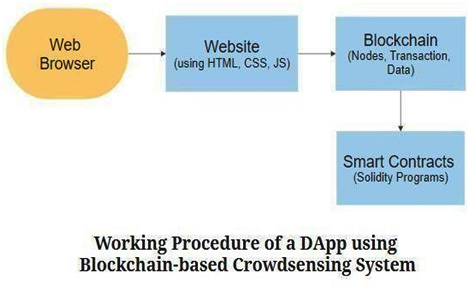 Web
Browser
Website
(using HTML, CSS, JS)
Blockchain
(Nodes, Transaction,
Data)
Smart Contracts
(Solidity Programs)
Working Procedure of a DApp using
Blockchain-based Crowdsensing System